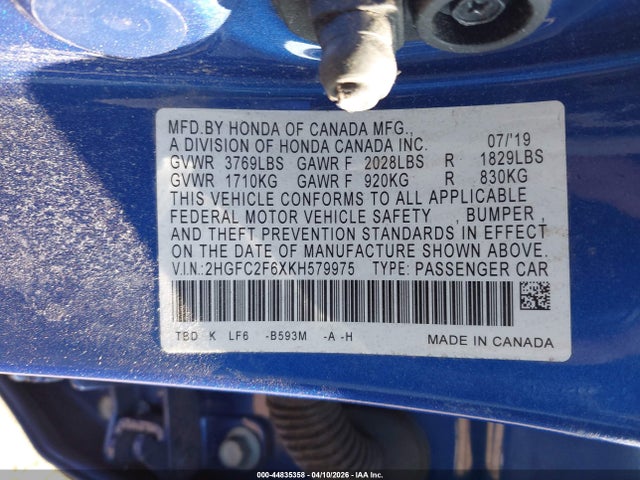 MFD.BY HONDA OF CANADA MFG.,
A DIVISION OF HONDA CANADA INC. 07/'19
GVWR 3769LBS GAWR F 2028LBS R 1829LBS
GVWR 1710KG GAWR F 920KG R 830KG
THIS VEHICLE CONFORMS TO ALL APPLICABLE
FEDERAL MOTOR VEHICLE SAFETY , BUMPER ,
AND THEFT PREVENTION STANDARDS IN EFFECT
ON THE DATE OF MANUFACTURE SHOWN ABOVE.
V.I.N.:2HGFC2F6XKH579975 TYPE: PASSENGER CAR
TBD K LF6 -B593M -A -H MADE IN CANADA
000-44835358 - 04/10/2026 - IAA Inc.